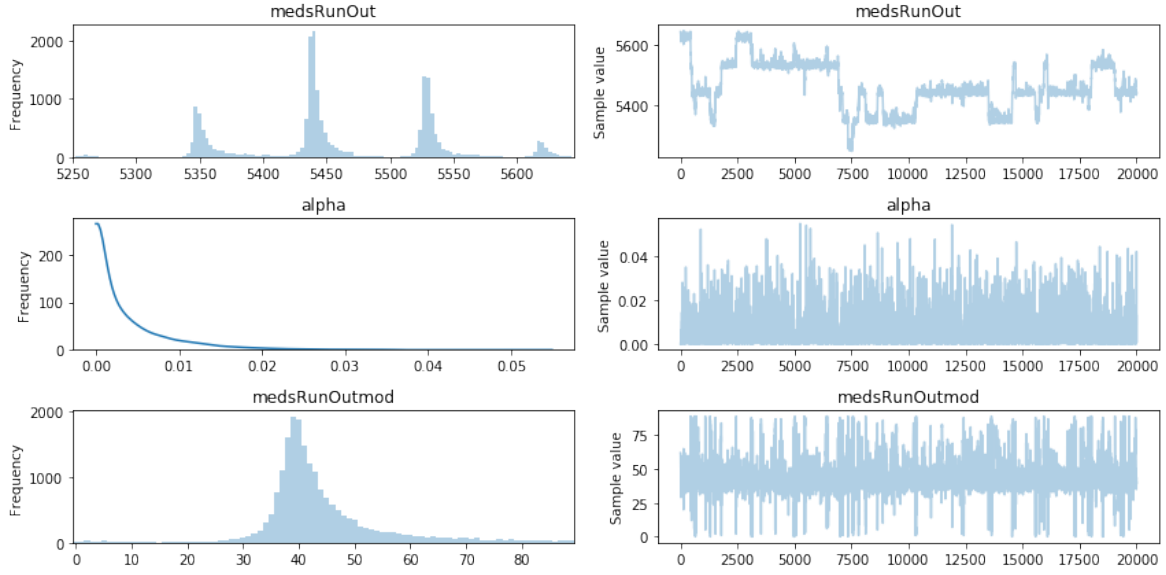 medsRunOut
Frequency
2000
1000
0
5250 5300 5350 5400 5450 5500 5550 5600
medsRunOut
Sample value
5600
5400
0 2500 5000 7500 10000 12500 15000 17500 20000
alpha
Frequency
200
100
0
0.00 0.01 0.02 0.03 0.04 0.05
alpha
Sample value
0.04
0.02
0.00
0 2500 5000 7500 10000 12500 15000 17500 20000
medsRunOutmod
Frequency
2000
1000
0
0 10 20 30 40 50 60 70 80
medsRunOutmod
Sample value
75
50
25
0
0 2500 5000 7500 10000 12500 15000 17500 20000